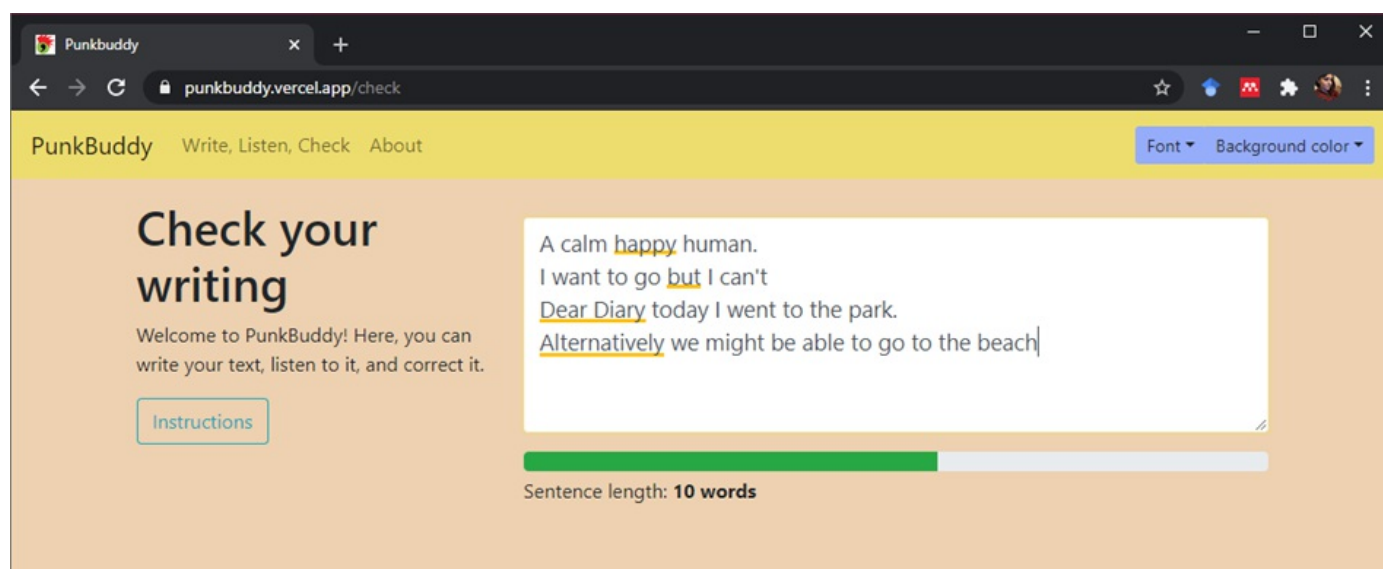 Punkbuddy
punkbuddy.vercel.app/check
PunkBuddy Write, Listen, Check About Font Background color
Check your
writing
Welcome to PunkBuddy! Here, you can
write your text, listen to it, and correct it.
Instructions
A calm happy human.
I want to go but I can't
Dear Diary today I went to the park.
Alternatively we might be able to go to the beach
Sentence length: 10 words